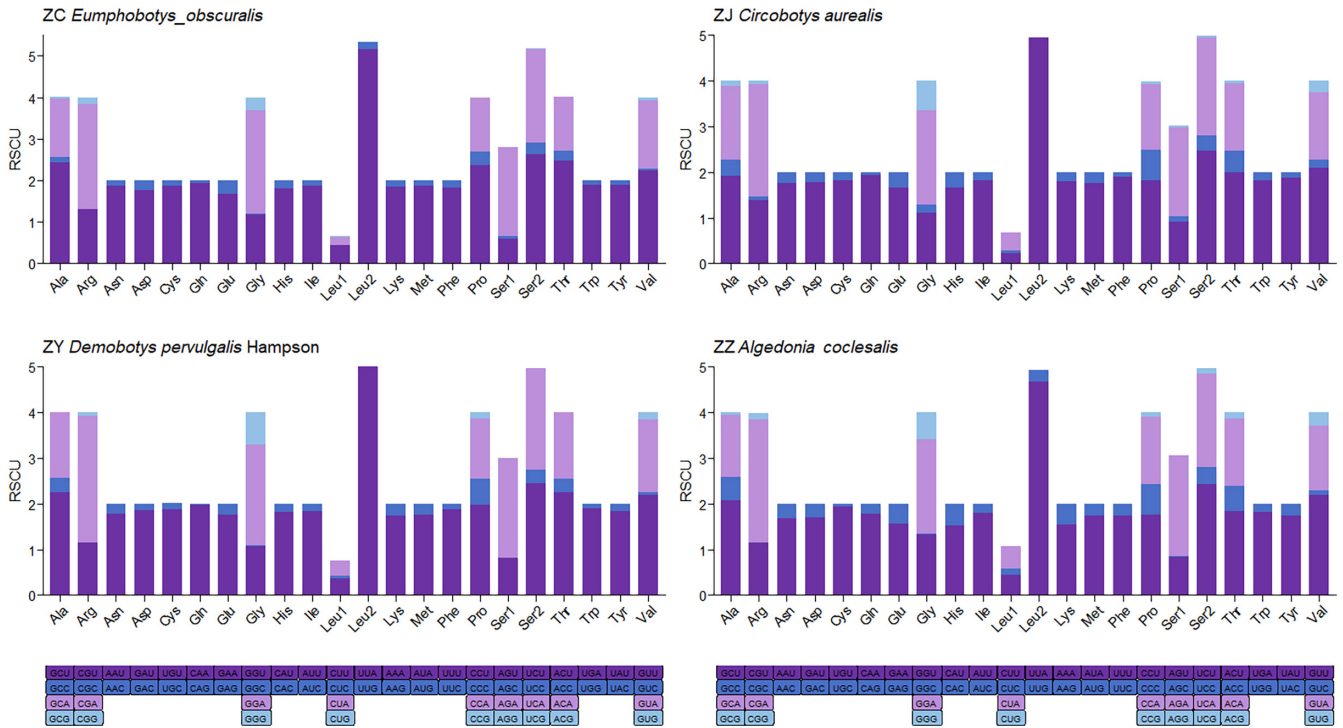 ZC Eumphobotys_obscuralis
5
4
3
2
1
0
RSCU
Ala Arg Asn Asp Cys Gln Glu Gly His Ile Leu1 Leu2 Lys Met Phe Pro Ser1 Ser2 Thr Trp Tyr Val
ZJ Circobotys aurealis
5
4
3
2
1
0
RSCU
Ala Arg Asn Asp Cys Gln Glu Gly His Ile Leu1 Leu2 Lys Met Phe Pro Ser1 Ser2 Thr Trp Tyr Val
ZY Demobotys pervulgalis Hampson
5
4
3
2
1
0
RSCU
Ala Arg Asn Asp Cys Gln Glu Gly His Ile Leu1 Leu2 Lys Met Phe Pro Ser1 Ser2 Thr Trp Tyr Val
ZZ Algedonia coclesalis
5
4
3
2
1
0
RSCU
Ala Arg Asn Asp Cys Gln Glu Gly His Ile Leu1 Leu2 Lys Met Phe Pro Ser1 Ser2 Thr Trp Tyr Val
GCU CGU AAU GAU UGU CAA GAA GGU CAU AUU CUU UUA AAA AUA UUU CCU AGU UCU ACU UGA UAU GUU
GCC CGC AAC GAC UGC CAG GAG GGC CAC AUC CUC UUG AAG AUG UUC CCC AGC UCC ACC UGG UAC GUC
GCA CGA GGA CUA CCA AGA UCA ACA GUA
GCG CGG GGG CUG CCG AGG UCG ACG GUG
GCU CGU AAU GAU UGU CAA GAA GGU CAU AUU CUU UUA AAA AUA UUU CCU AGU UCU ACU UGA UAU GUU
GCC CGC AAC GAC UGC CAG GAG GGC CAC AUC CUC UUG AAG AUG UUC CCC AGC UCC ACC UGG UAC GUC
GCA CGA GGA CUA CCA AGA UCA ACA GUA
GCG CGG GGG CUG CCG AGG UCG ACG GUG